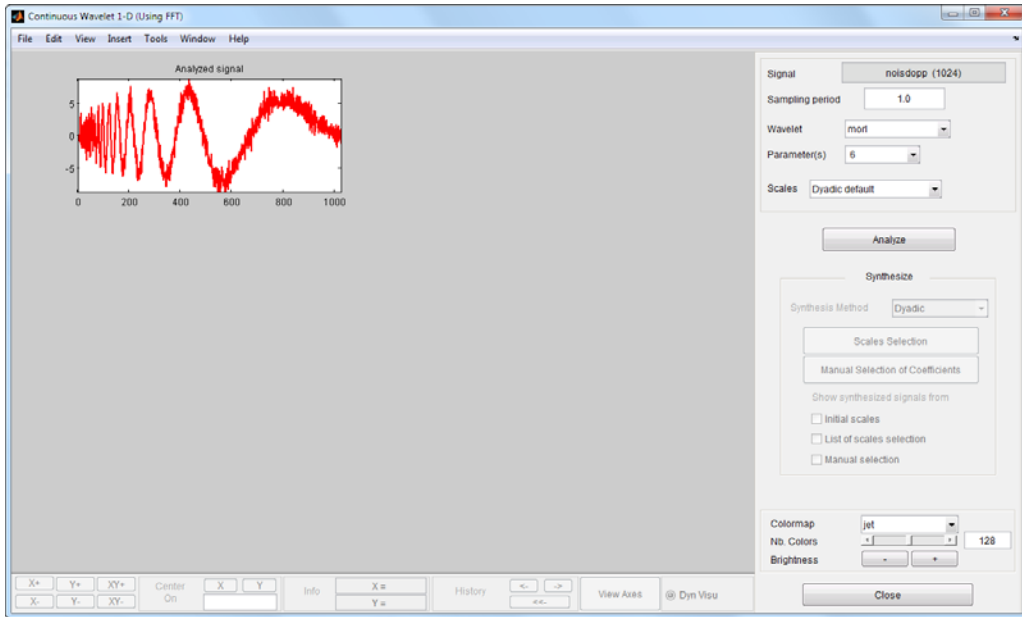 Continuous Wavelet 1-D (Using FFT)
File Edit View Insert Tools Window Help
Analyzed signal
5
0
-5
0 200 400 600 800 1000
Signal noisdopp (1024)
Sampling period 1.0
Wavelet morl
Parameter(s) 6
Scales Dyadic default
Analyze
Synthesize
Synthesis Method Dyadic
Scales Selection
Manual Selection of Coefficients
Show synthesized signals from
Initial scales
List of scales selection
Manual selection
Colormap jet
Nb. Colors 128
Brightness - +
X+ Y+ XY+ Center On X Y Info X = History <- -> View Axes Dyn Visu
X- Y- XY- Y = <<-
Close